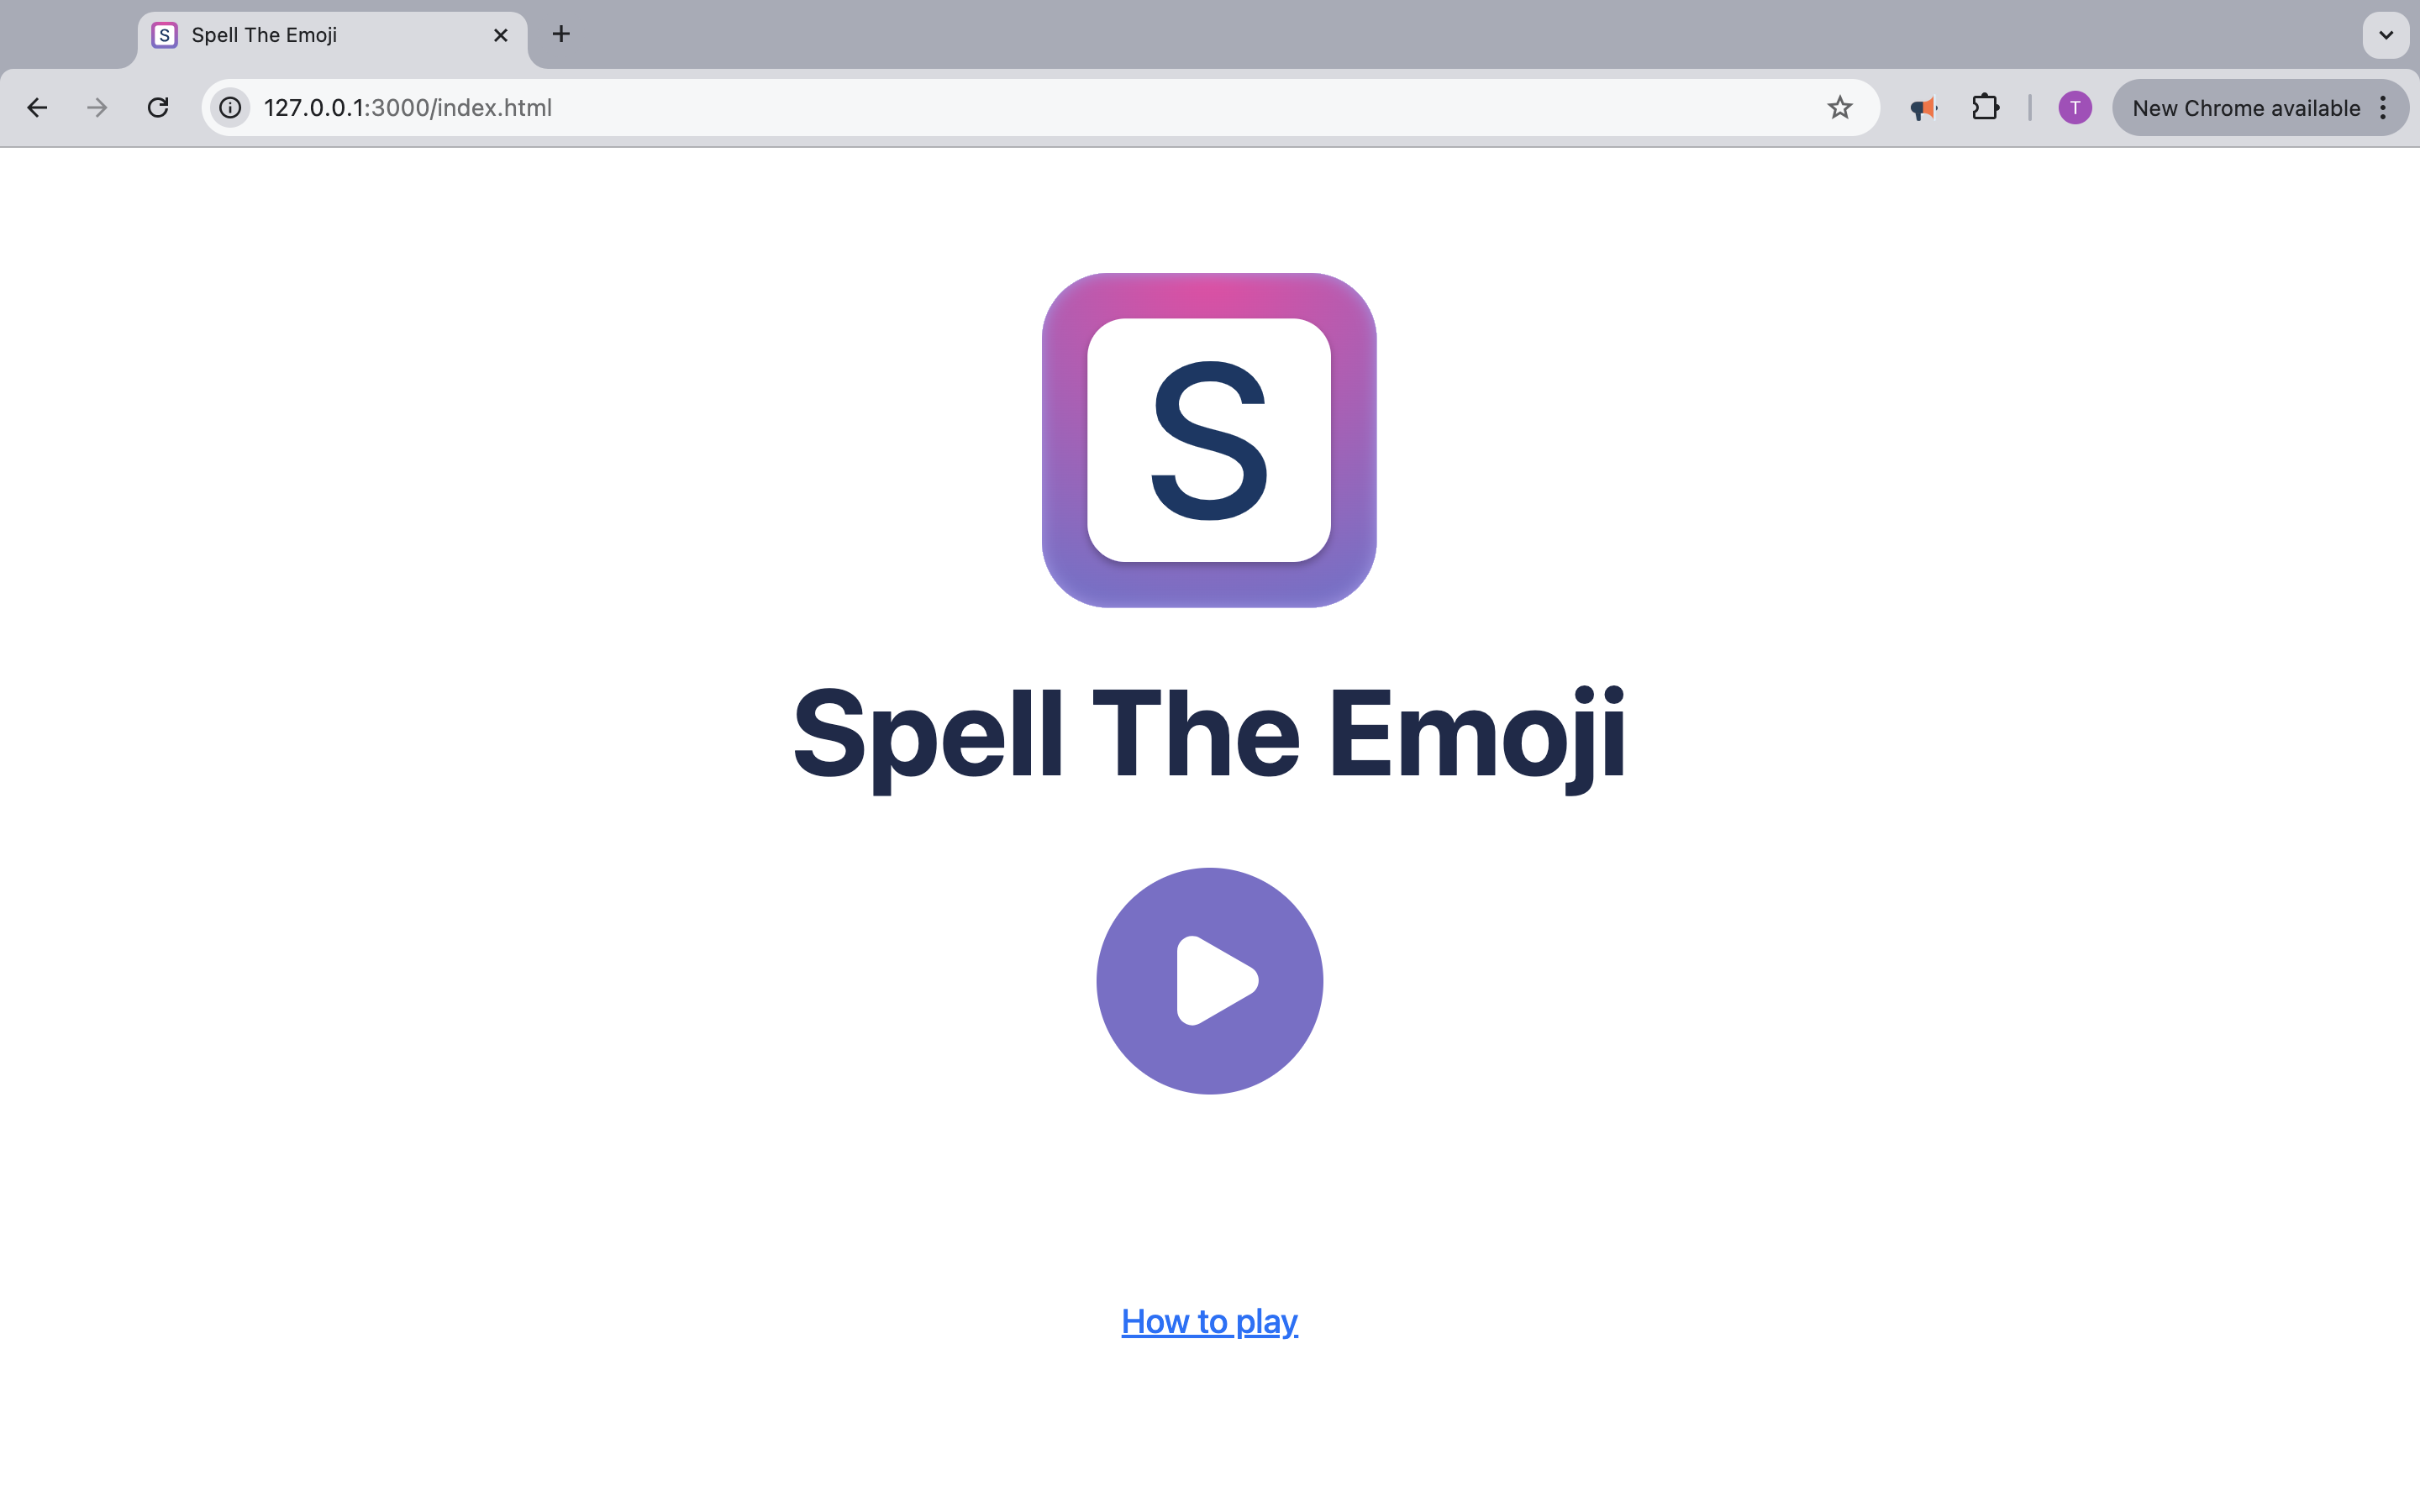 S Spell The Emoji
127.0.0.1:3000/index.html
T
New Chrome available
S
Spell The Emoji
How to play